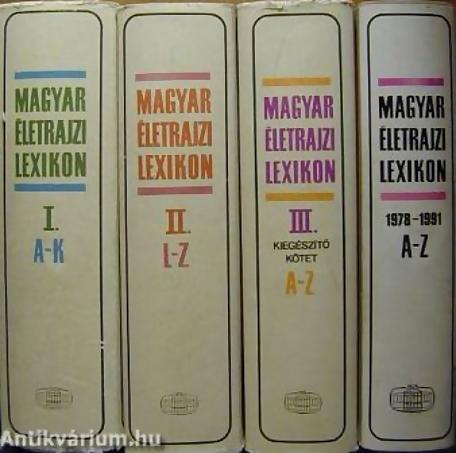 MAGYAR
ÉLETRAJZI
LEXIKON
I.
A-K
MAGYAR
ÉLETRAJZI
LEXIKON
II.
L-Z
MAGYAR
ÉLETRAJZI
LEXIKON
III.
KIEGÉSZÍTŐ
KÖTET
A-Z
MAGYAR
ÉLETRAJZI
LEXIKON
1978-1991
A-Z
Antikvárium.hu